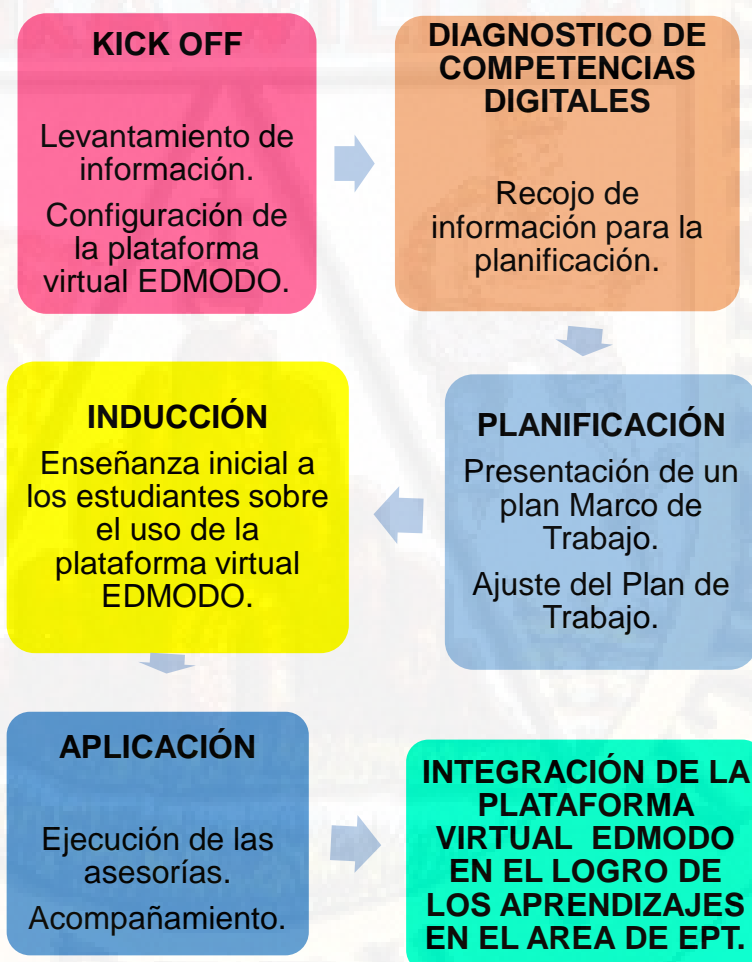 KICK OFF
Levantamiento de
información.
Configuración de
la plataforma
virtual EDMODO.
DIAGNOSTICO DE
COMPETENCIAS
DIGITALES
Recojo de
información para la
planificación.
PLANIFICACIÓN
Presentación de un
plan Marco de
Trabajo.
Ajuste del Plan de
Trabajo.
INDUCCIÓN
Enseñanza inicial a
los estudiantes sobre
el uso de la
plataforma virtual
EDMODO.
APLICACIÓN
Ejecución de las
asesorías.
Acompañamiento.
INTEGRACIÓN DE LA
PLATAFORMA
VIRTUAL EDMODO
EN EL LOGRO DE
LOS APRENDIZAJES
EN EL AREA DE EPT.